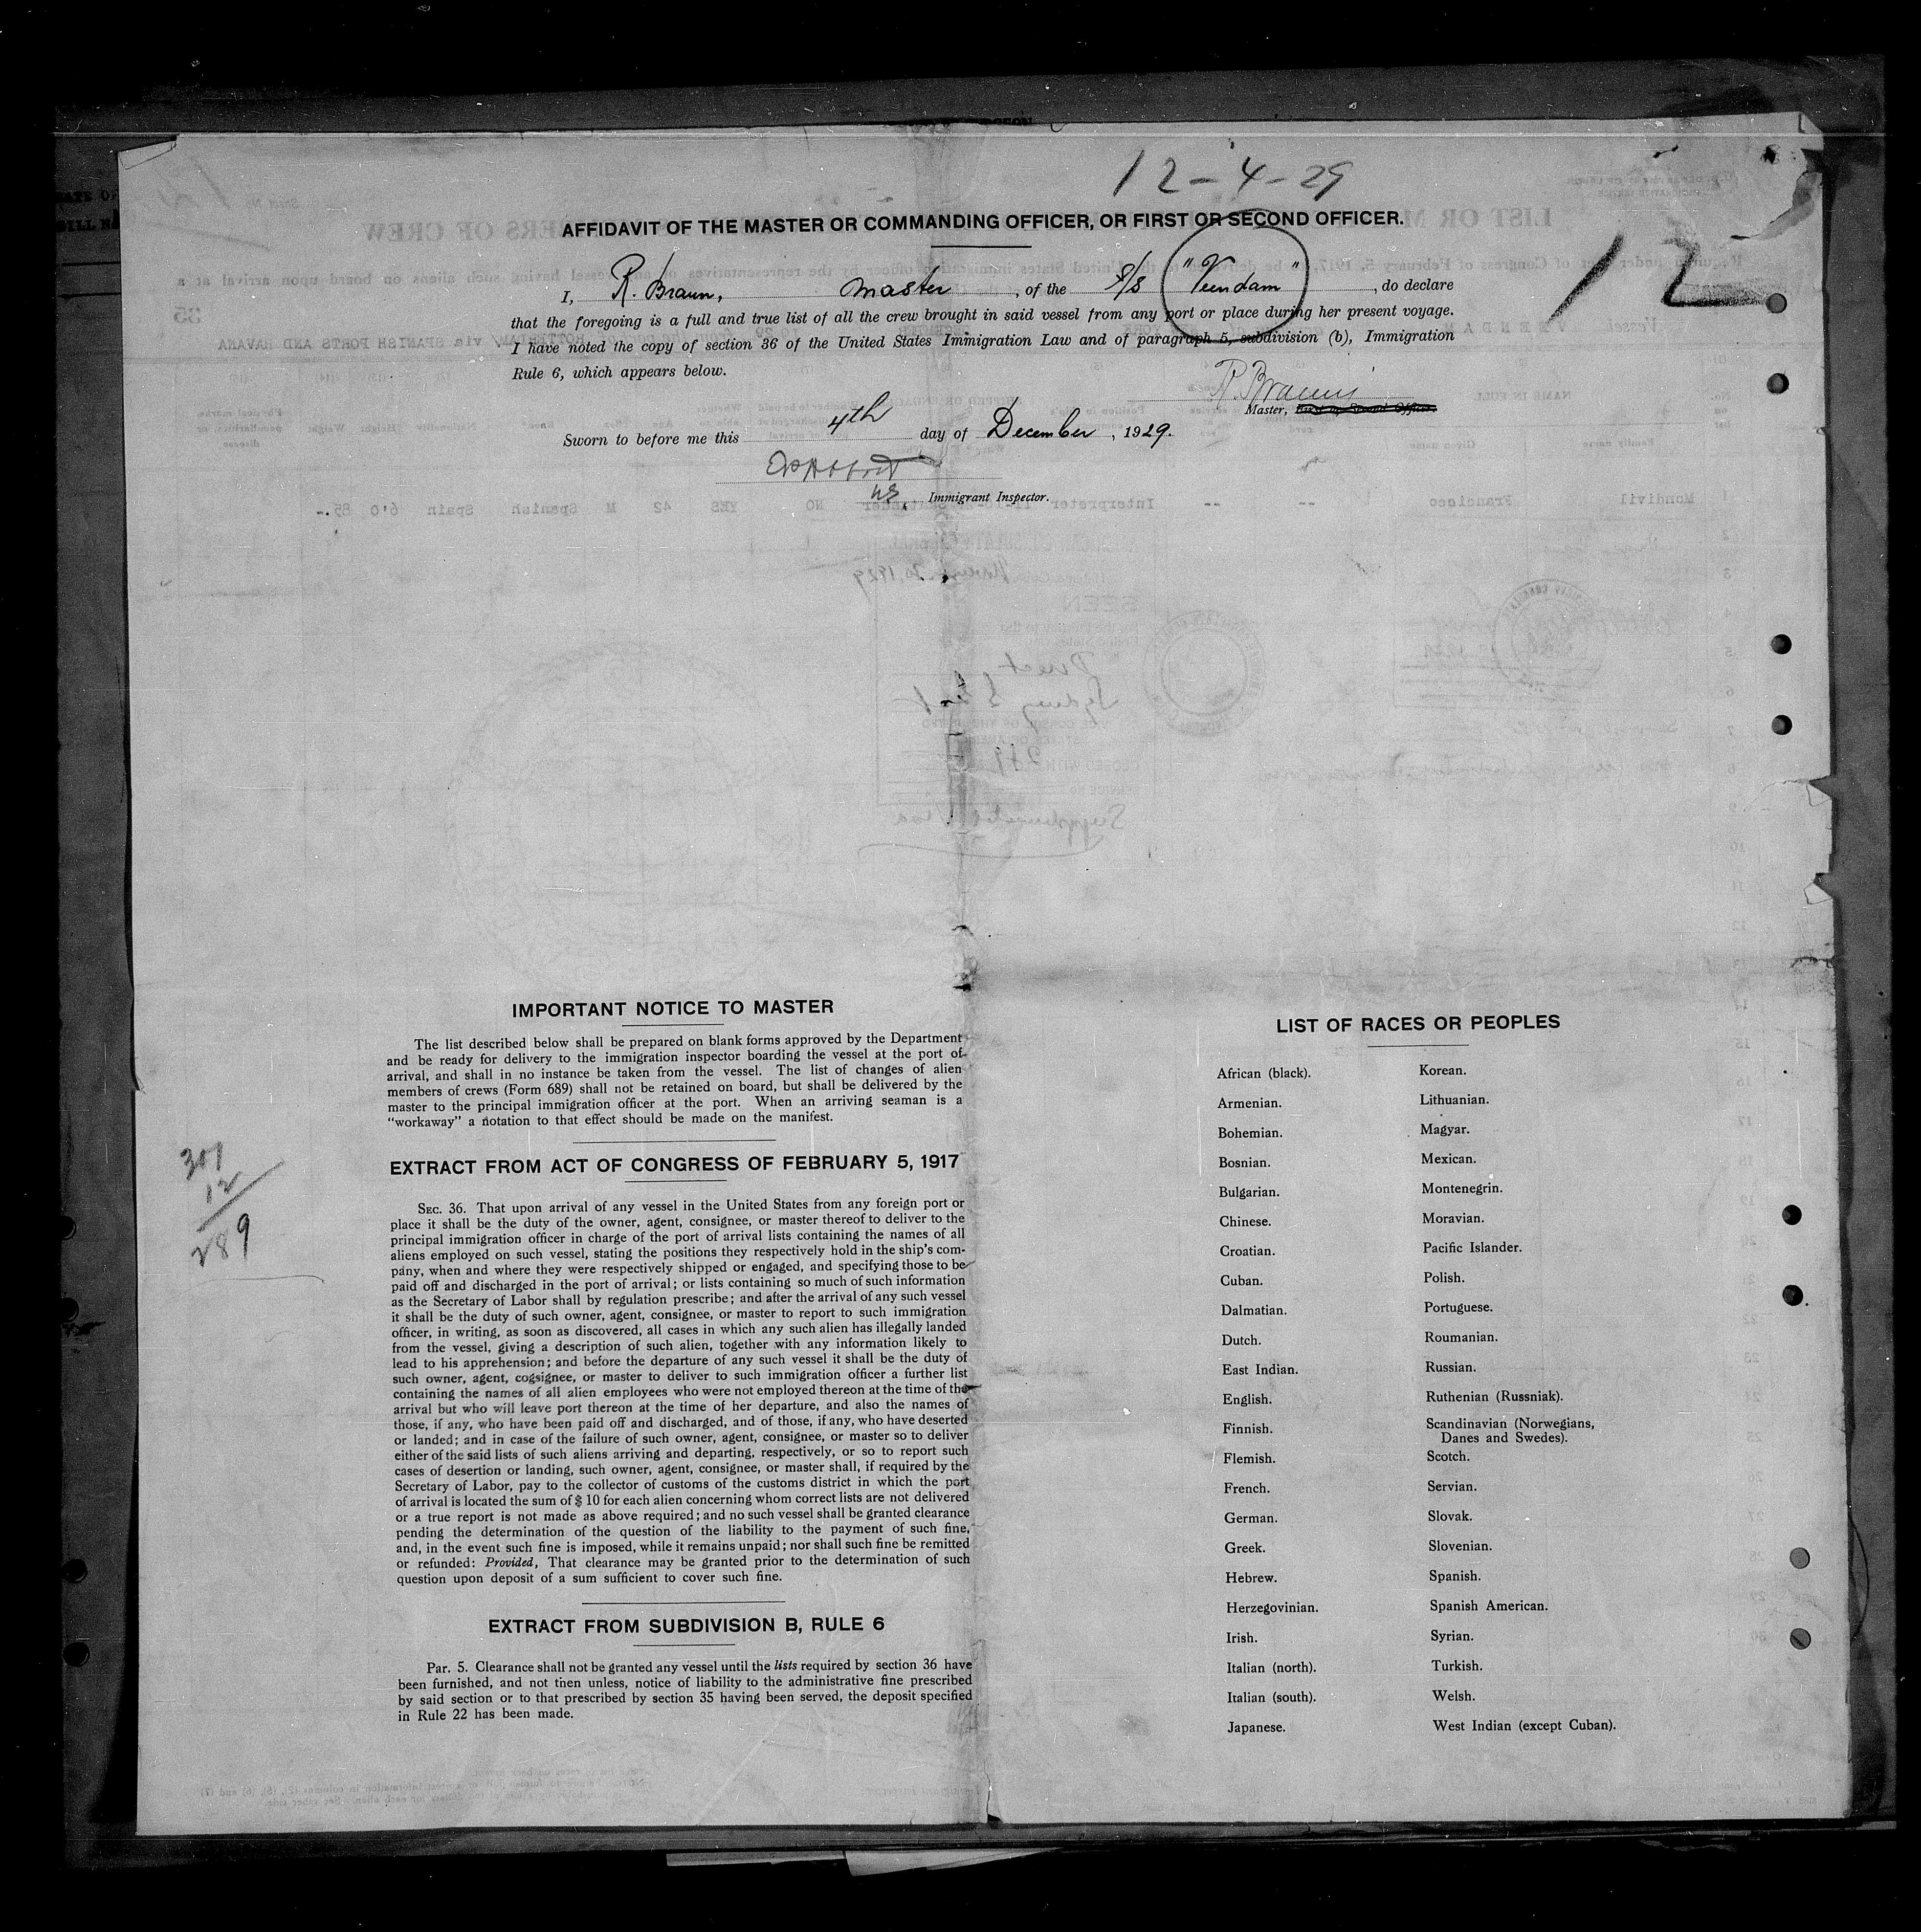 12-4-29
AFFIDAVIT OF THE MASTER OR COMMANDING OFFICER, OR FIRST OR SECOND OFFICER.
12
I, R. Braun, master, of the S/S "Veendam", do declare
that the foregoing is a full and true list of all the crew brought in said vessel from any port or place during her present voyage.
I have noted the copy of section 36 of the United States Immigration Law and of paragraph 5, subdivision (b), Immigration
Rule 6, which appears below.
R. Braun
Master, First or Second Officer.
Sworn to before me this 4th day of December, 1929.
Immigrant Inspector.
IMPORTANT NOTICE TO MASTER
The list described below shall be prepared on blank forms approved by the Department
and be ready for delivery to the immigration inspector boarding the vessel at the port of
arrival, and shall in no instance be taken from the vessel. The list of changes of alien
members of crews (Form 689) shall not be retained on board, but shall be delivered by the
master to the principal immigration officer at the port. When an arriving seaman is a
"workaway" a notation to that effect should be made on the manifest.
EXTRACT FROM ACT OF CONGRESS OF FEBRUARY 5, 1917
301
12
289
SEC. 36. That upon arrival of any vessel in the United States from any foreign port or
place it shall be the duty of the owner, agent, consignee, or master thereof to deliver to the
principal immigration officer in charge of the port of arrival lists containing the names of all
aliens employed on such vessel, stating the positions they respectively hold in the ship's com-
pany, when and where they were respectively shipped or engaged, and specifying those to be
paid off and discharged in the port of arrival; or lists containing so much of such information
as the Secretary of Labor shall by regulation prescribe; and after the arrival of any such vessel
it shall be the duty of such owner, agent, consignee, or master to report to such immigration
officer, in writing, as soon as discovered, all cases in which any such alien has illegally landed
from the vessel, giving a description of such alien, together with any information likely to
lead to his apprehension; and before the departure of any such vessel it shall be the duty of
such owner, agent, cogsignee, or master to deliver to such immigration officer a further list
containing the names of all alien employees who were not employed thereon at the time of the
arrival but who will leave port thereon at the time of her departure, and also the names of
those, if any, who have been paid off and discharged, and of those, if any, who have deserted
or landed; and in case of the failure of such owner, agent, consignee, or master so to deliver
either of the said lists of such aliens arriving and departing, respectively, or so to report such
cases of desertion or landing, such owner, agent, consignee, or master shall, if required by the
Secretary of Labor, pay to the collector of customs of the customs district in which the port
of arrival is located the sum of $ 10 for each alien concerning whom correct lists are not delivered
or a true report is not made as above required; and no such vessel shall be granted clearance
pending the determination of the question of the liability to the payment of such fine,
and, in the event such fine is imposed, while it remains unpaid; nor shall such fine be remitted
or refunded: Provided, That clearance may be granted prior to the determination of such
question upon deposit of a sum sufficient to cover such fine.
EXTRACT FROM SUBDIVISION B, RULE 6
Par. 5. Clearance shall not be granted any vessel until the lists required by section 36 have
been furnished, and not then unless, notice of liability to the administrative fine prescribed
by said section or to that prescribed by section 35 having been served, the deposit specified
in Rule 22 has been made.
LIST OF RACES OR PEOPLES
African (black).
Armenian.
Bohemian.
Bosnian.
Bulgarian.
Chinese.
Croatian.
Cuban.
Dalmatian.
Dutch.
East Indian.
English.
Finnish.
Flemish.
French.
German.
Greek.
Hebrew.
Herzegovinian.
Irish.
Italian (north).
Italian (south).
Japanese.
Korean.
Lithuanian.
Magyar.
Mexican.
Montenegrin.
Moravian.
Pacific Islander.
Polish.
Portuguese.
Roumanian.
Russian.
Ruthenian (Russniak).
Scandinavian (Norwegians,
Danes and Swedes).
Scotch.
Servian.
Slovak.
Slovenian.
Spanish.
Spanish American.
Syrian.
Turkish.
Welsh.
West Indian (except Cuban).